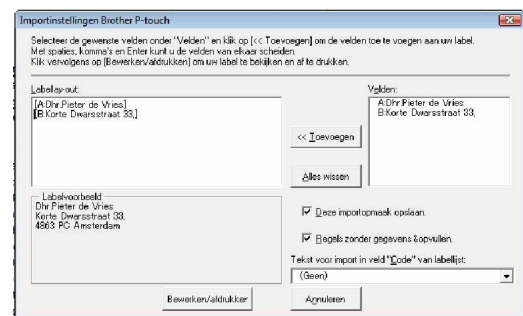 Importinstellingen Brother P-touch
Selecteer de gewenste velden onder "Velden" en klik op [<< Toevoegen] om de velden toe te voegen aan uw label.
Met spaties, komma's en Enter kunt u de velden van elkaar scheiden.
Klik vervolgens op [Bewerken/afdrukken] om uw label te bekijken en af te drukken.
Labellay-out:
[A:Dhr.Pieter de Vries]
[B:Korte Dwarsstraat 33,]
<< Toevoegen
Alles wissen
Velden:
A:Dhr.Pieter de Vries
B:Korte Dwarsstraat 33,
Labelvoorbeeld
Dhr.Pieter de Vries
Korte Dwarsstraat 33,
4863 PC Amsterdam
Deze importopmaak opslaan.
Regels zonder gegevens &opvullen.
Tekst voor import in veld "Code" van labellijst:
(Geen)
Bewerken/afdrukker
Annuleren